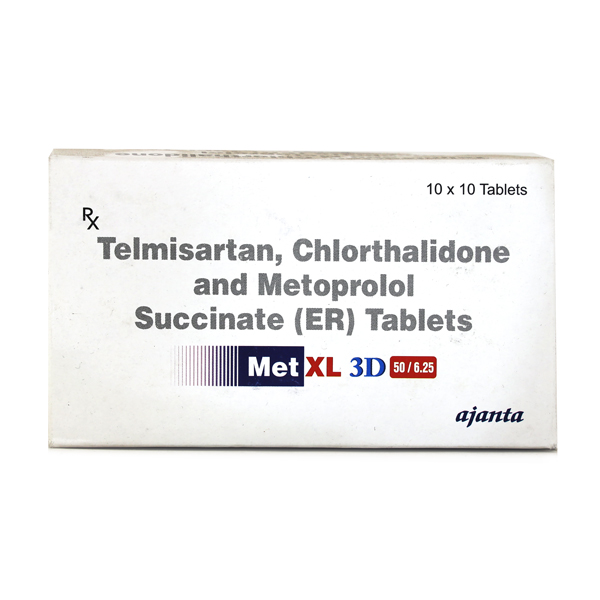 10 x 10 Tablets
Rx
Telmisartan, Chlorthalidone
and Metoprolol
Succinate (ER) Tablets
Met XL 3D 50 / 6.25
ajanta